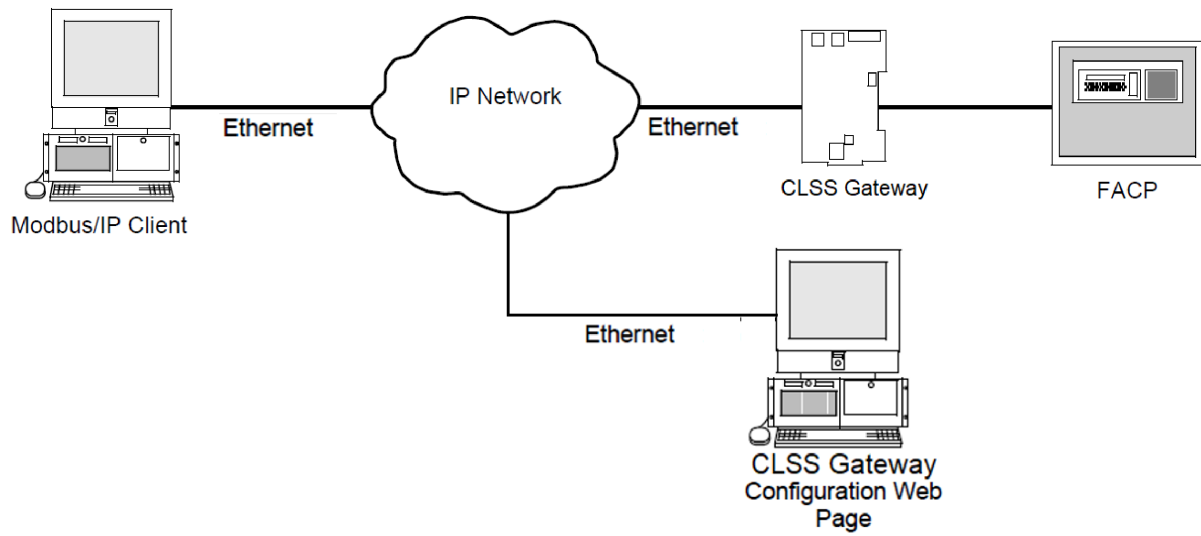 IP Network
Ethernet
Ethernet
CLSS Gateway
FACP
Modbus/IP Client
Ethernet
CLSS Gateway
Configuration Web
Page